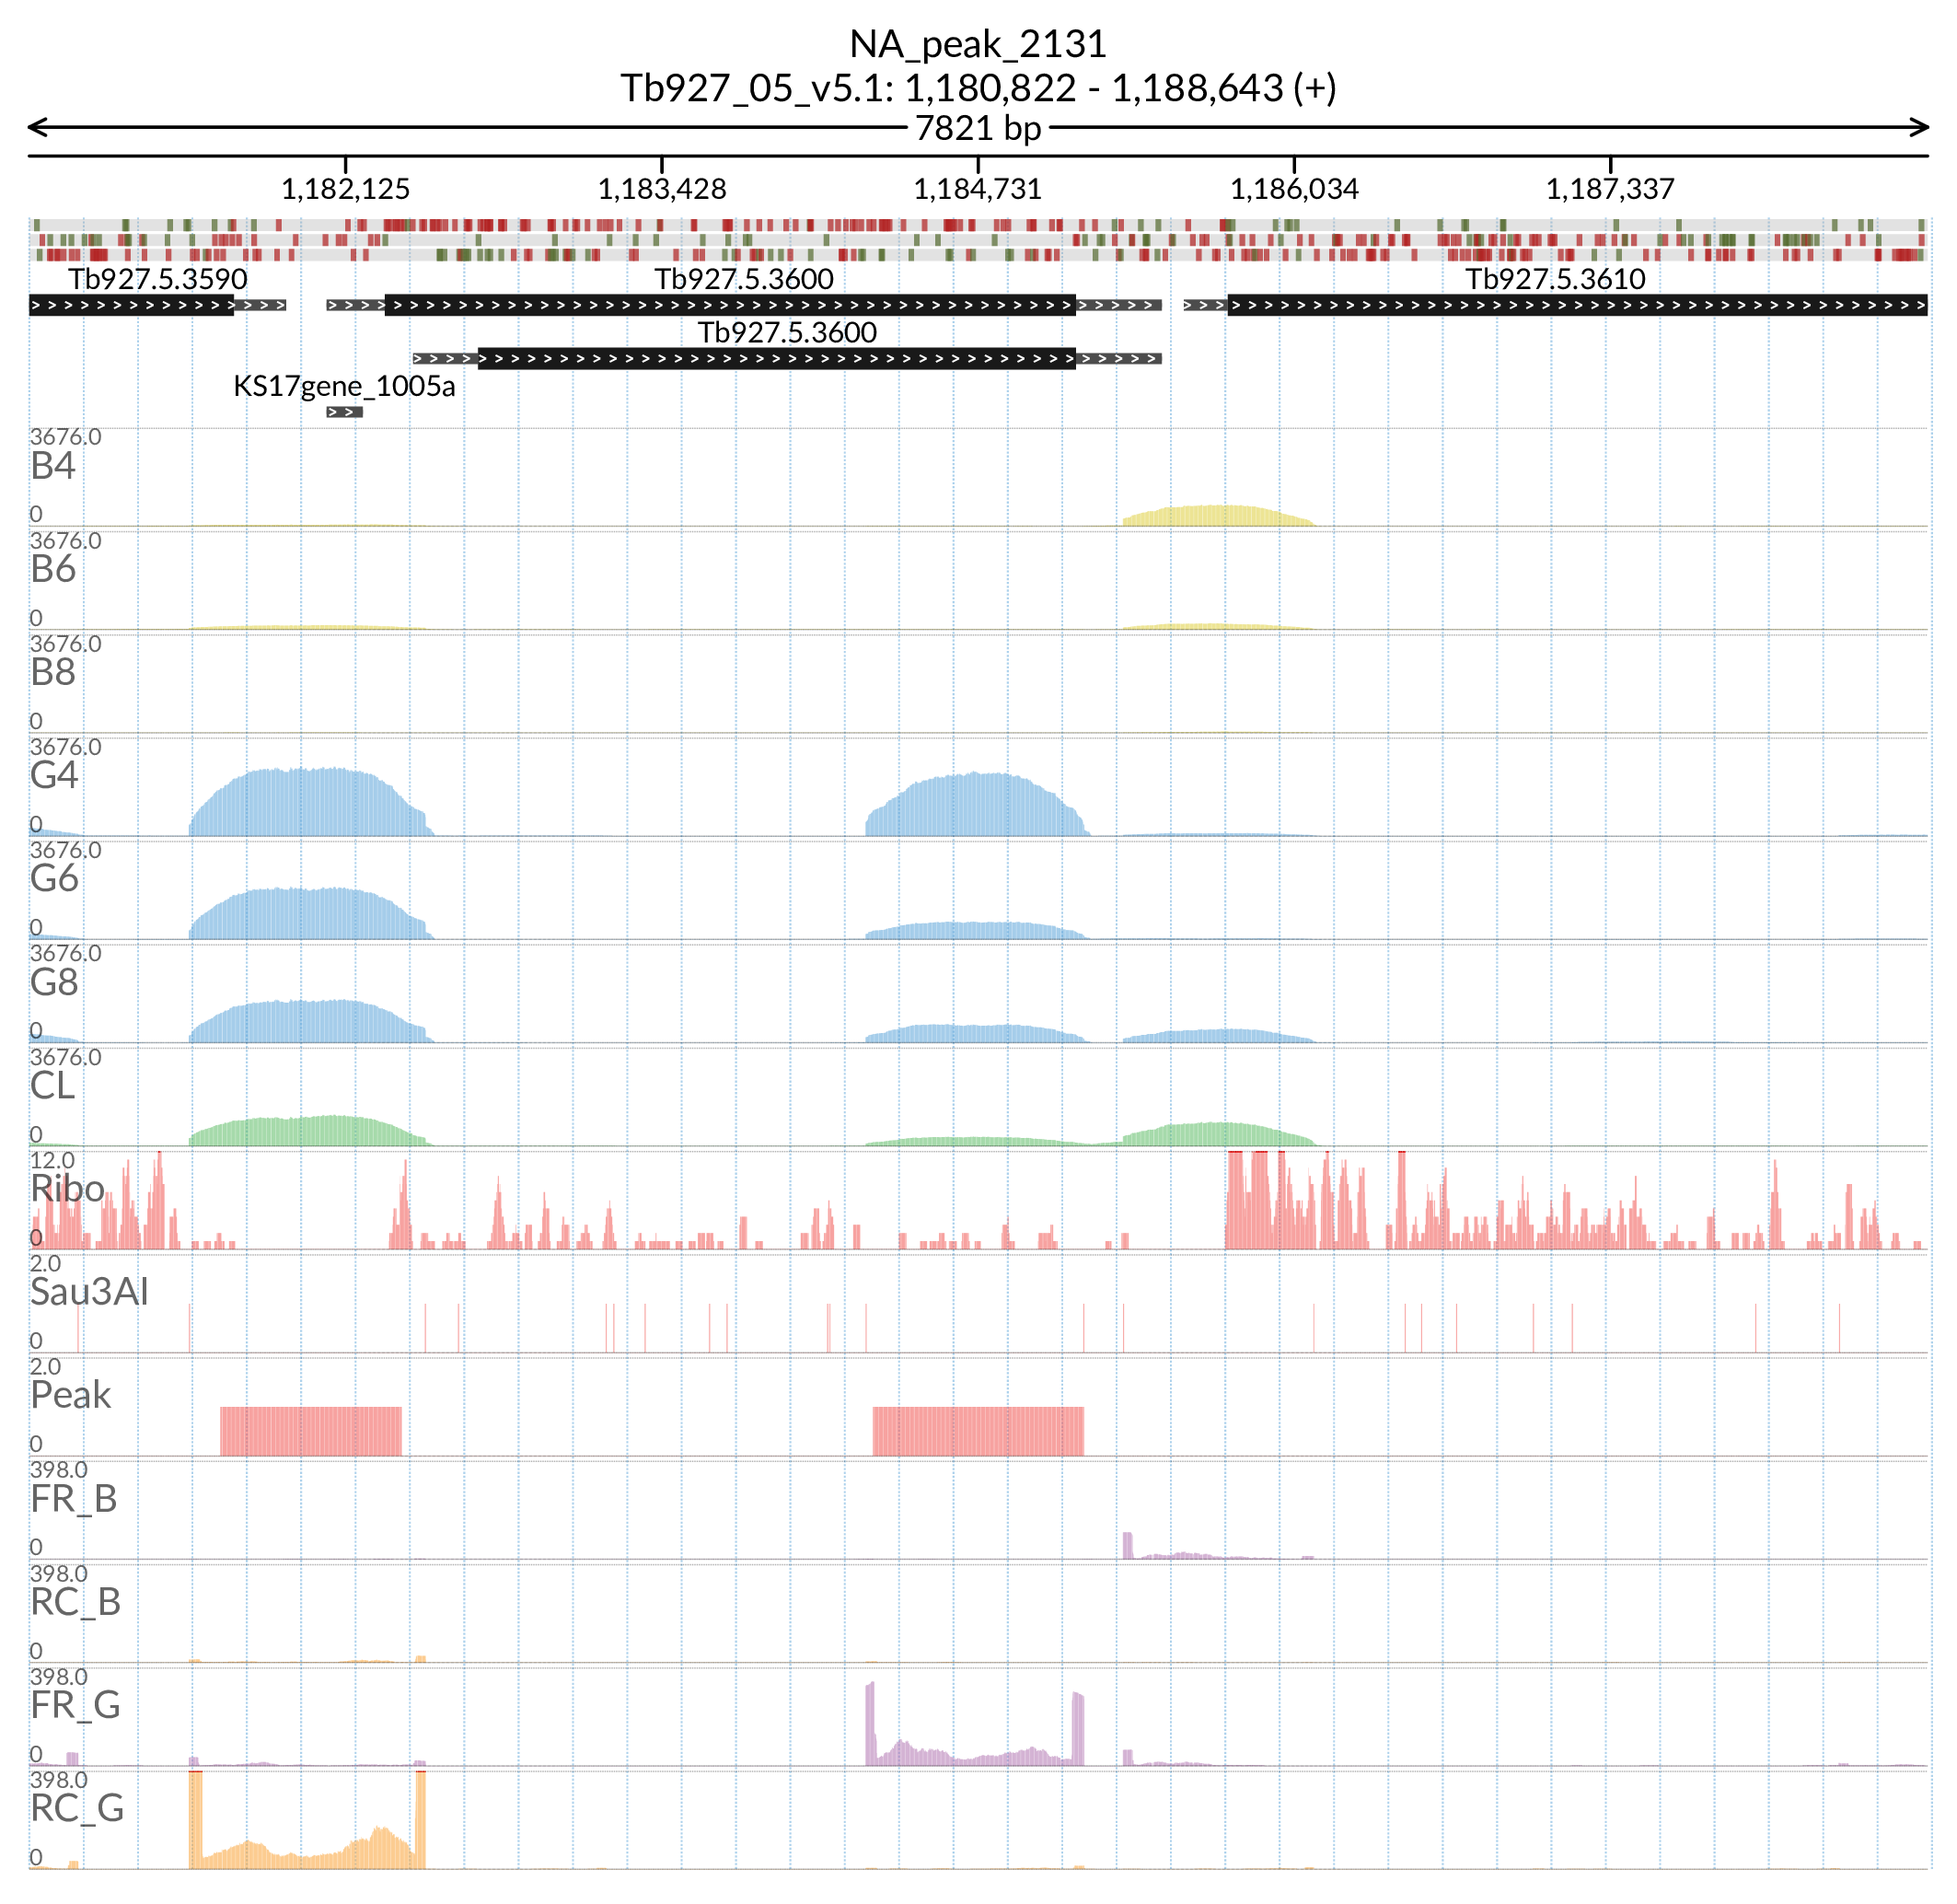 NA_peak_2131
Tb927_05_v5.1: 1,180,822 - 1,188,643 (+)
7821 bp
1,182,125 1,183,428 1,184,731 1,186,034 1,187,337
Tb927.5.3590 Tb927.5.3600 Tb927.5.3610
Tb927.5.3600
KS17gene_1005a
3676.0
B4
0
3676.0
B6
0
3676.0
B8
0
3676.0
G4
0
3676.0
G6
0
3676.0
G8
0
3676.0
CL
0
12.0
Ribo
0
2.0
Sau3AI
0
2.0
Peak
0
398.0
FR_B
0
398.0
RC_B
0
398.0
FR_G
0
398.0
RC_G
0